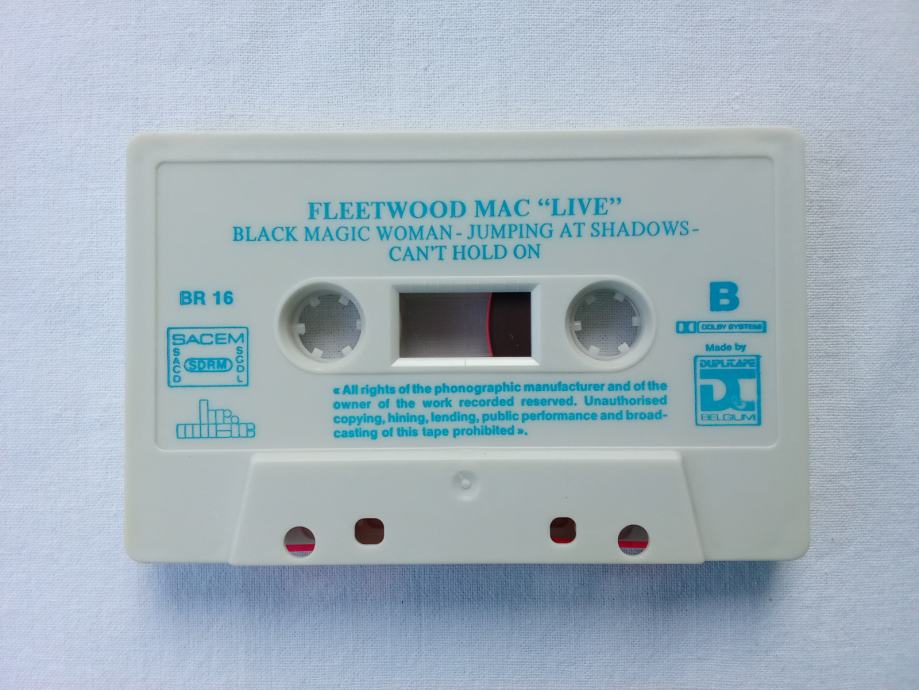 FLEETWOOD MAC “LIVE”
BLACK MAGIC WOMAN - JUMPING AT SHADOWS -
CAN'T HOLD ON
BR 16
B
SACEM
SACD
SDRM
SGDL
DOLBY SYSTEM
Made by
DUPLITAPE
BELGIUM
« All rights of the phonographic manufacturer and of the
owner of the work recorded reserved. Unauthorised
copying, hining, lending, public performance and broad-
casting of this tape prohibited ».